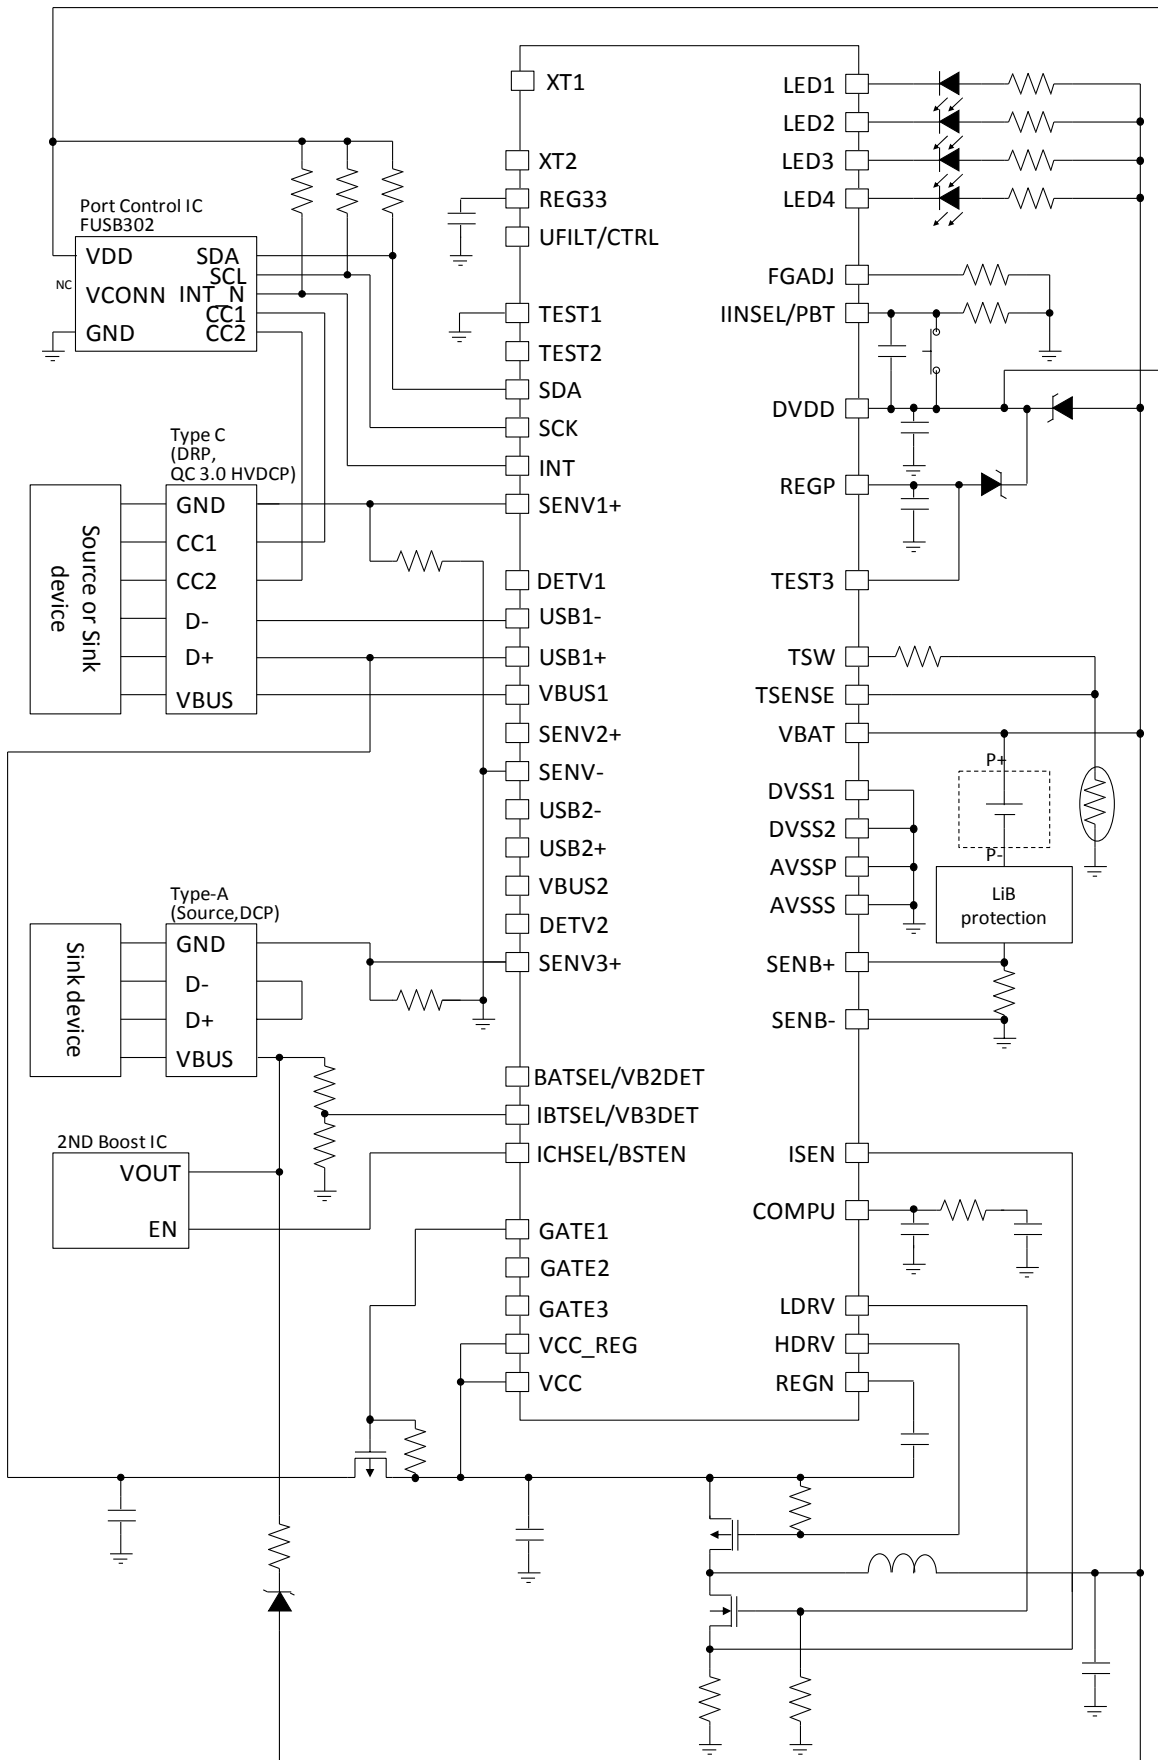 XT1
XT2
REG33
UFILT/CTRL
TEST1
TEST2
SDA
SCK
INT
SENV1+
DETV1
USB1-
USB1+
VBUS1
SENV2+
SENV-
USB2-
USB2+
VBUS2
DETV2
SENV3+
BATSEL/VB2DET
IBTSEL/VB3DET
ICHSEL/BSTEN
GATE1
GATE2
GATE3
VCC_REG
VCC
LED1
LED2
LED3
LED4
FGADJ
IINSEL/PBT
DVDD
REGP
TEST3
TSW
TSENSE
VBAT
DVSS1
DVSS2
AVSSP
AVSSS
SENB+
SENB-
ISEN
COMPU
LDRV
HDRV
REGN
Port Control IC
FUSB302
VDD
NC
VCONN
GND
SDA
SCL
INT_N
CC1
CC2
Type C
(DRP,
QC 3.0 HVDCP)
GND
CC1
CC2
D-
D+
VBUS
Source or Sink
device
Type-A
(Source,DCP)
GND
D-
D+
VBUS
Sink device
2ND Boost IC
VOUT
EN
P+
P-
LiB
protection